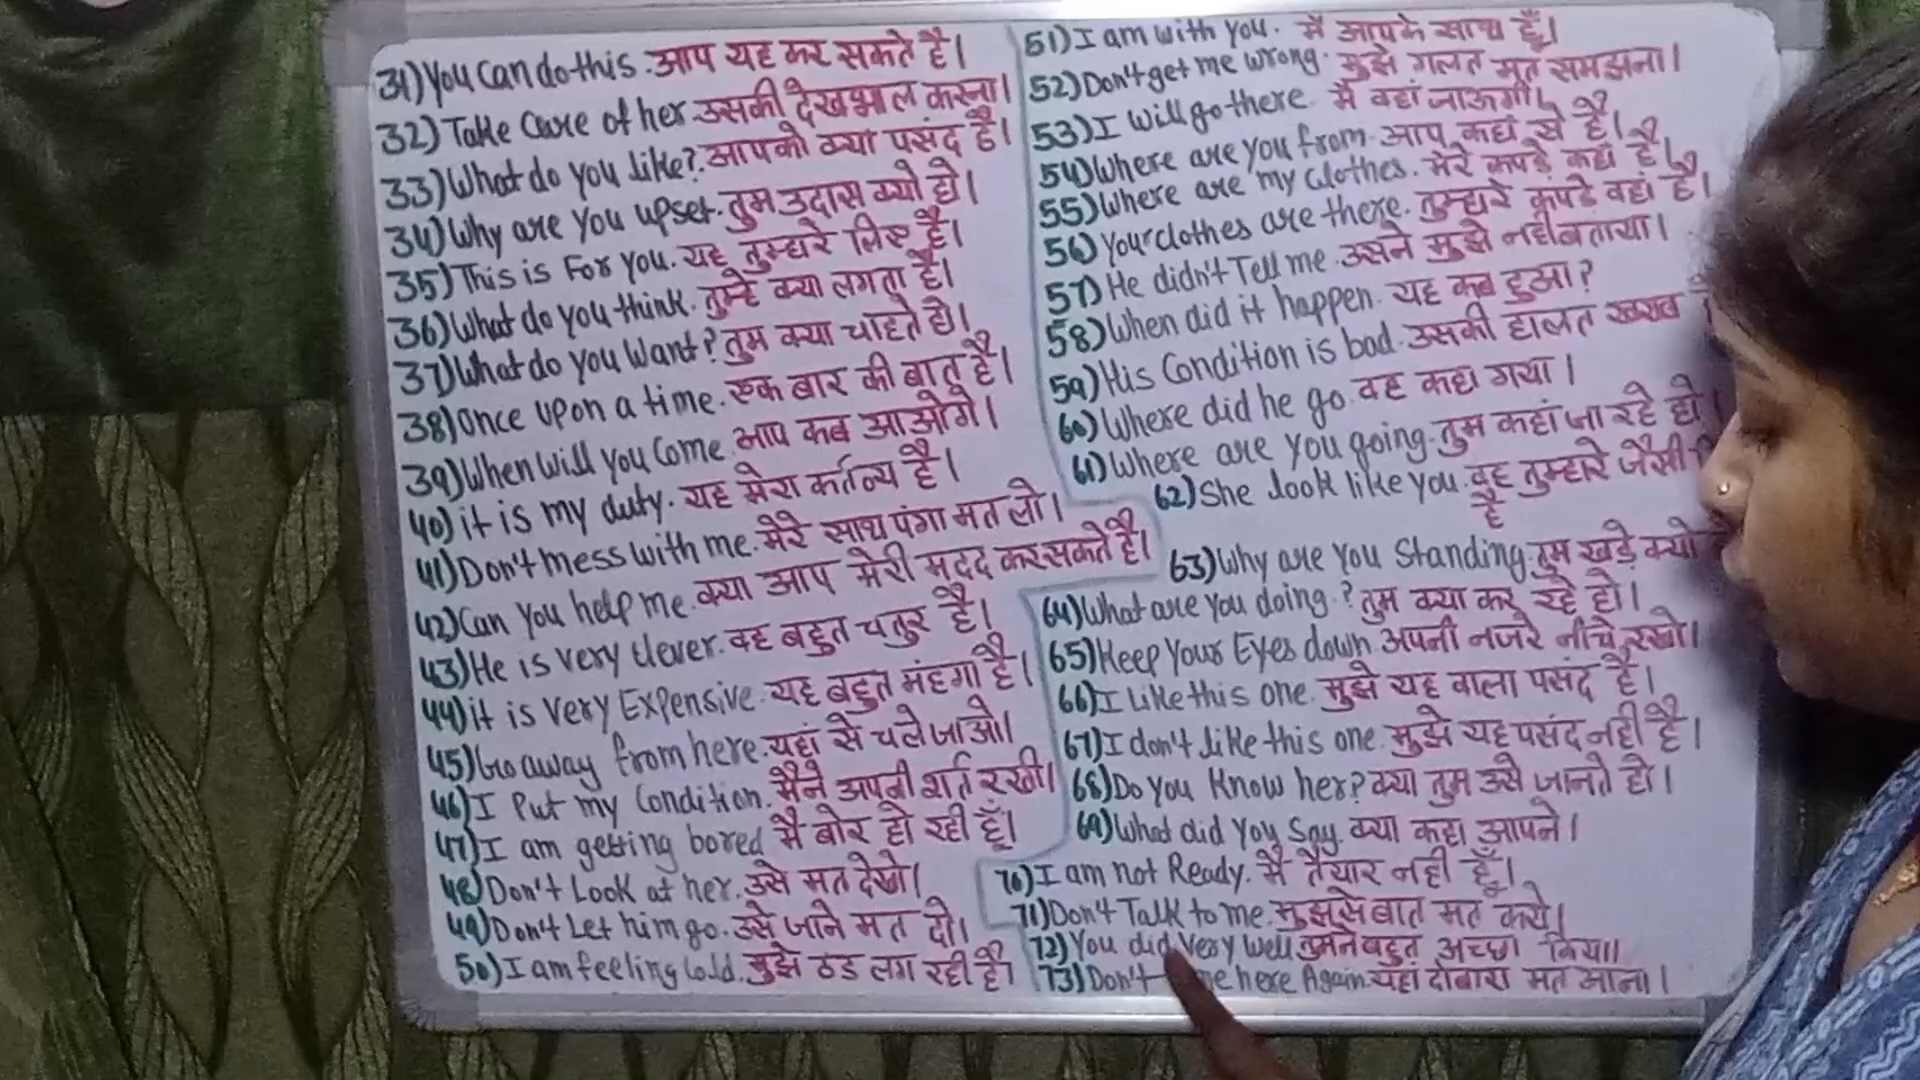 31) You Can do this. आप यह कर सकते है।
32) Take Care of her. उसकी देखभाल करना।
33) What do you like?. आपको क्या पसंद है।
34) Why are You upset. तुम उदास क्यो हो।
35) This is For you. यह तुम्हारे लिए है।
36) What do you think. तुम्हे क्या लगता है।
37) What do you Want? तुम क्या चाहते हो।
38) Once upon a time. एक बार की बात है।
39) When Will you Come. आप कब आओगे।
40) it is my duty. यह मेरा कर्तव्य है।
41) Don't mess with me. मेरे साथ पंगा मत लो।
42) Can You help me. क्या आप मेरी मदद कर सकते है।
43) He is very clever. वह बहुत चतुर है।
44) it is very Expensive. यह बहुत मंहगा है।
45) Go away from here. यहां से चले जाओ।
46) I Put my Condition. मैने अपनी शर्त रखी।
47) I am getting bored मै बोर हो रही हूँ।
48) Don't Look at her. उसे मत देखो।
49) Don't Let him go. उसे जाने मत दो।
50) I am feeling Cold. मुझे ठंड लग रही है।
51) I am with you. मै आपके साथ हूँ।
52) Don't get me wrong. मुझे गलत मत समझना।
53) I will go there. मै वहां जाऊगी।
54) Where are you from. आप कहां से है।
55) Where are my clothes. मेरे कपड़े कहा है।
56) Your clothes are there. तुम्हारे कपडे वहां है।
57) He didn't Tell me. उसने मुझे नही बताया।
58) When did it happen. यह कब हुआ?
59) His Condition is bad. उसकी हालत खराब
60) Where did he go. वह कहा गया।
61) Where are you going. तुम कहां जा रहे हो
62) She look like you. वह तुम्हारे जैसी
है
63) Why are You Standing. तुम खड़े क्यो
64) What are you doing.? तुम क्या कर रहे हो।
65) Keep Your Eyes down. अपनी नजरे नीचे रखो।
66) I Like this one. मुझे यह वाला पसंद है।
67) I don't like this one. मुझे यह पसंद नही है।
68) Do you Know her? क्या तुम उसे जानते हो।
69) What did You Say. क्या कहा आपने।
70) I am not Ready. मै तैयार नही हूँ।
71) Don't Talk to me. मुझसे बात मत करो।
72) You did Very well तुमने बहुत अच्छा किया।
73) Don't here Again. यहां दोबारा मत आना।